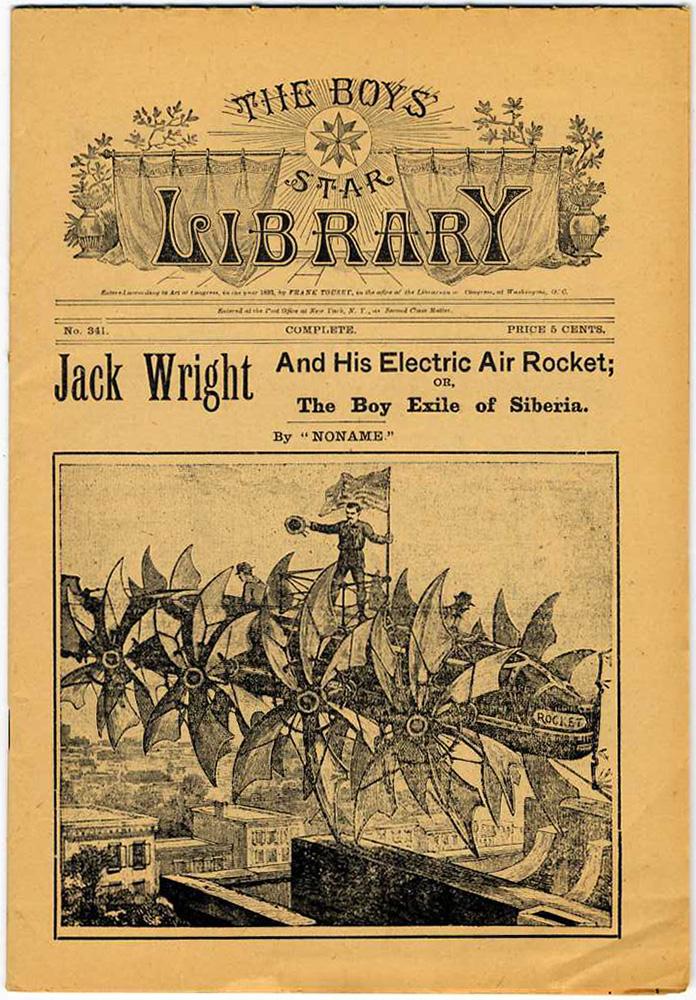 THE BOYS'
STAR
LIBRARY
Entered according to Act of Congress, in the year 1893, by FRANK TOUSEY, in the office of the Librarian of Congress, at Washington, D. C.
Entered at the Post Office at New York, N. Y., as Second Class Matter.
No. 341. COMPLETE. PRICE 5 CENTS.
Jack Wright And His Electric Air Rocket;
OR,
The Boy Exile of Siberia.
By "NONAME."
ROCKET